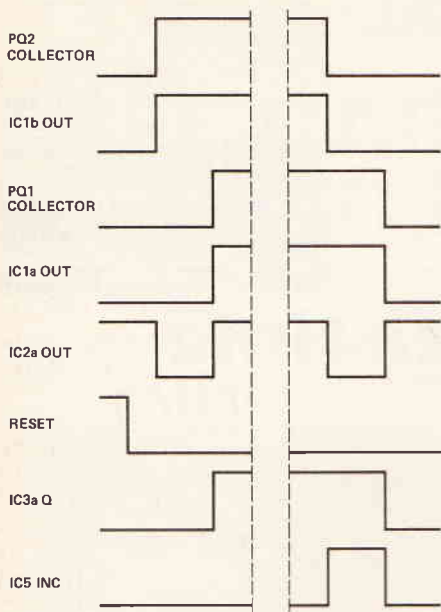 PQ2
COLLECTOR
IC1b OUT
PQ1
COLLECTOR
IC1a OUT
IC2a OUT
RESET
IC3a Q
IC5 INC